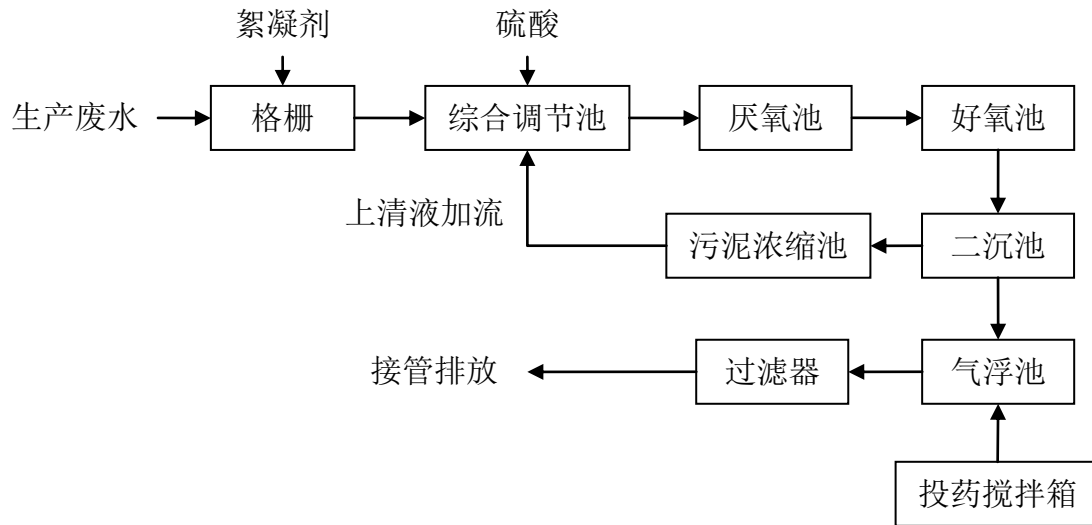 絮凝剂
硫酸
生产废水
格栅
综合调节池
厌氧池
好氧池
上清液加流
污泥浓缩池
二沉池
接管排放
过滤器
气浮池
投药搅拌箱